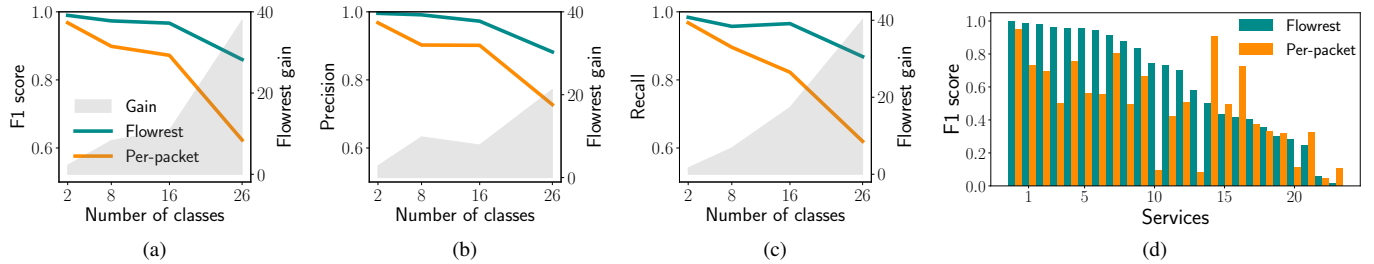 1.0
0.8
0.6
F1 score
40
20
0
Flowrest gain
Gain
Flowrest
Per-packet
2 8 16 26
Number of classes
(a)
1.0
0.8
0.6
Precision
40
20
0
Flowrest gain
2 8 16 26
Number of classes
(b)
1.0
0.8
0.6
Recall
40
20
0
Flowrest gain
2 8 16 26
Number of classes
(c)
1.0
0.8
0.6
0.4
0.2
0.0
F1 score
Flowrest
Per-packet
1 5 10 15 20
Services
(d)